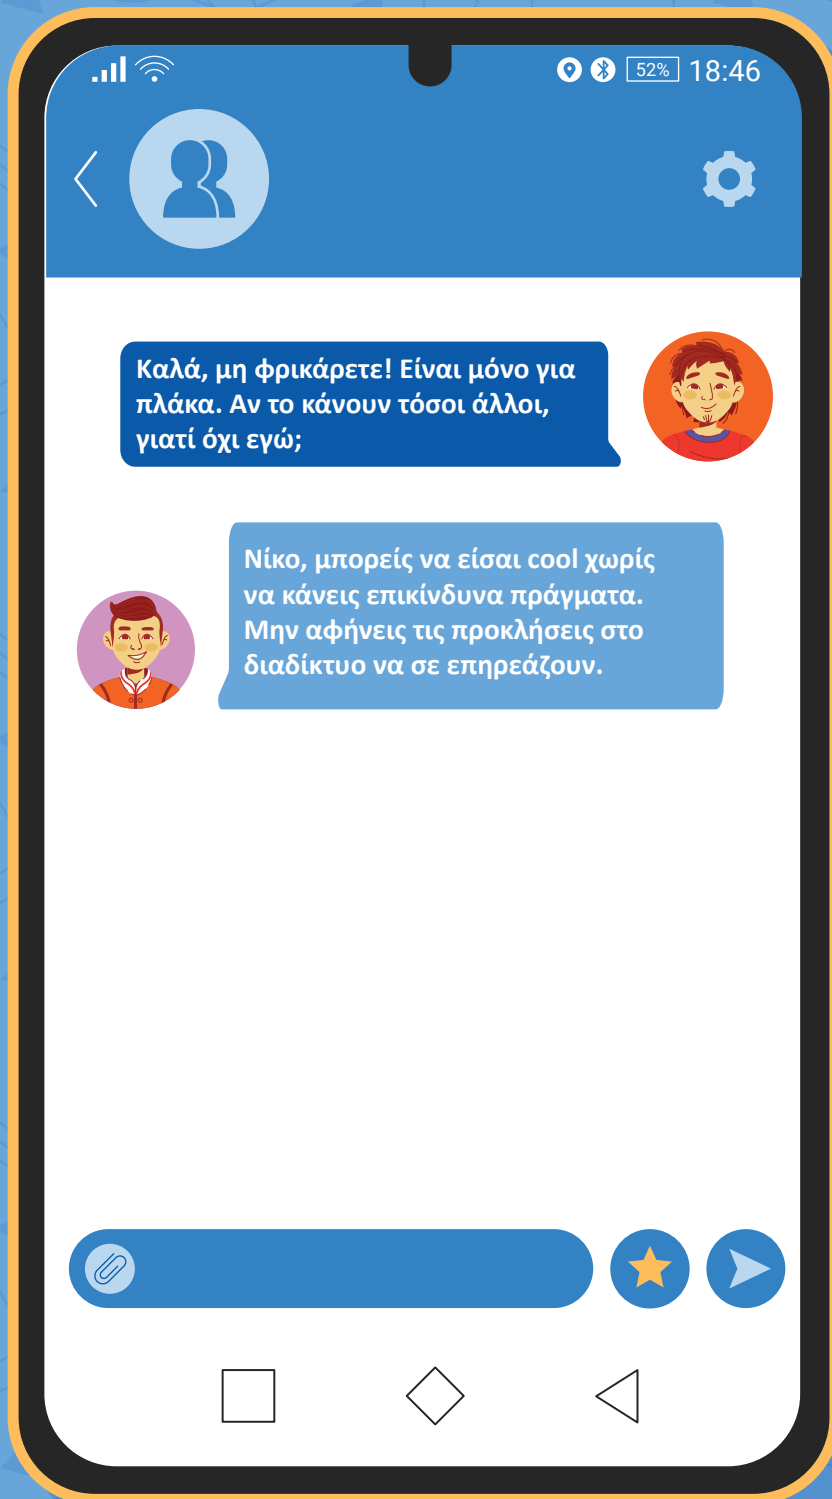 52% 18:46
Καλά, μη φρικάρετε! Είναι μόνο για
πλάκα. Αν το κάνουν τόσοι άλλοι,
γιατί όχι εγώ;
Νίκο, μπορείς να είσαι cool χωρίς
να κάνεις επικίνδυνα πράγματα.
Μην αφήνεις τις προκλήσεις στο
διαδίκτυο να σε επηρεάζουν.